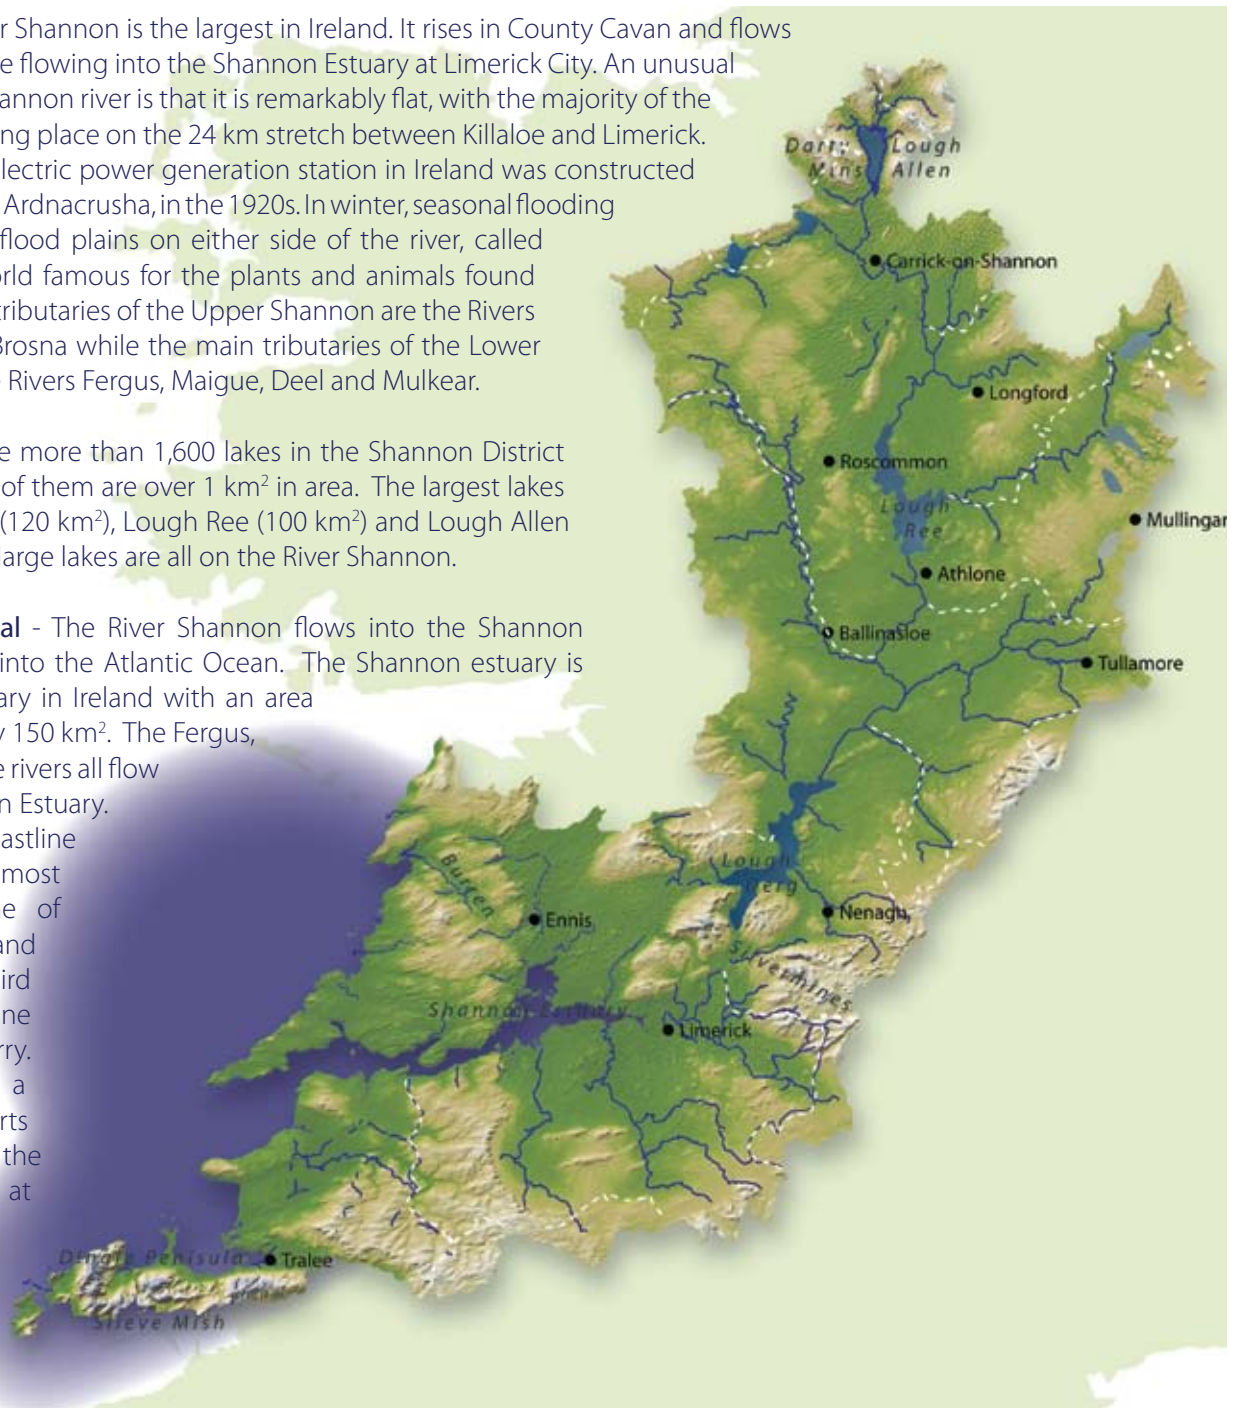 r Shannon is the largest in Ireland. It rises in County Cavan and flows
e flowing into the Shannon Estuary at Limerick City. An unusual
annon river is that it is remarkably flat, with the majority of the
ng place on the 24 km stretch between Killaloe and Limerick.
lectric power generation station in Ireland was constructed
Ardnacrusha, in the 1920s. In winter, seasonal flooding
flood plains on either side of the river, called
rld famous for the plants and animals found
tributaries of the Upper Shannon are the Rivers
Brosna while the main tributaries of the Lower
e Rivers Fergus, Maigue, Deel and Mulkear.
e more than 1,600 lakes in the Shannon District
of them are over 1 km² in area. The largest lakes
(120 km²), Lough Ree (100 km²) and Lough Allen
large lakes are all on the River Shannon.
al - The River Shannon flows into the Shannon
into the Atlantic Ocean. The Shannon estuary is
ary in Ireland with an area
y 150 km². The Fergus,
e rivers all flow
n Estuary.
astline
most
e of
and
ird
ne
rry.
a
rts
the
at
Dartry Lough
Mtns Allen
Carrick-on-Shannon
Longford
Roscommon
Lough
Ree
Mullingar
Athlone
Ballinasloe
Tullamore
Lough
Derg
Burren
Ennis
Nenagh
Silvermines
Shannon Estuary
Limerick
Dingle Penisula
Tralee
Slieve Mish